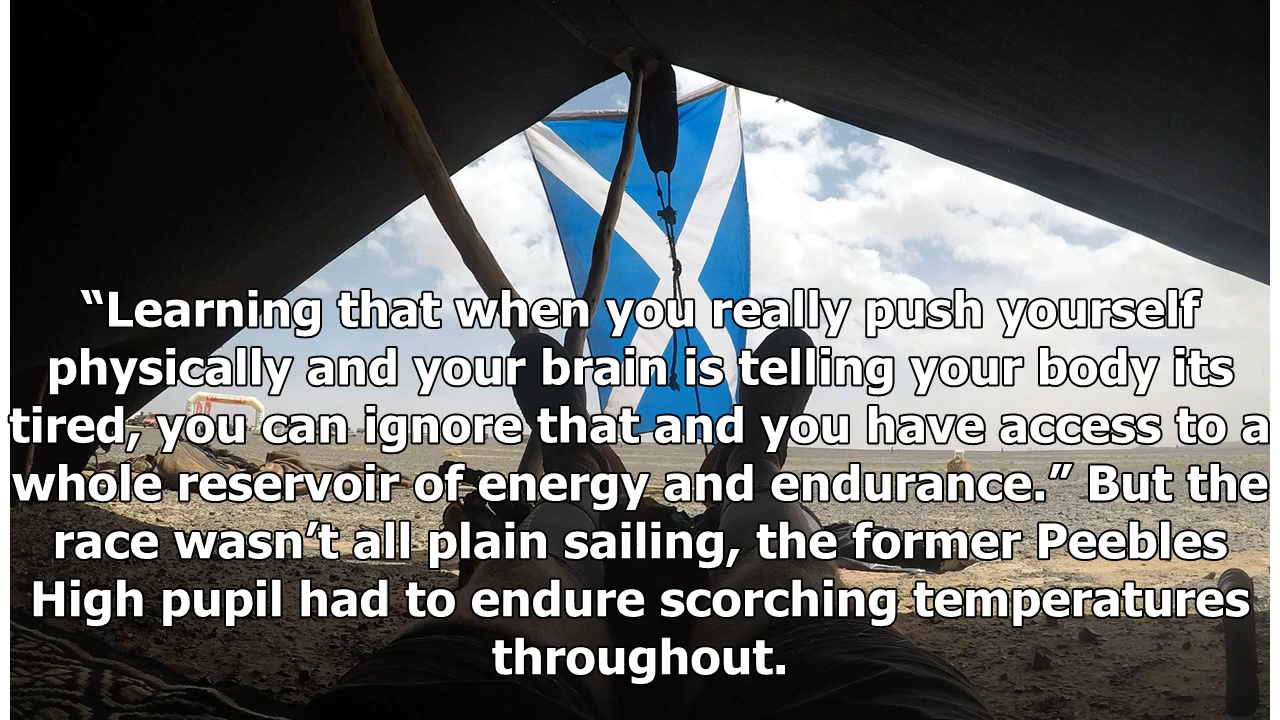 “Learning that when you really push yourself
physically and your brain is telling your body its
tired, you can ignore that and you have access to a
whole reservoir of energy and endurance.” But the
race wasn’t all plain sailing, the former Peebles
High pupil had to endure scorching temperatures
throughout.